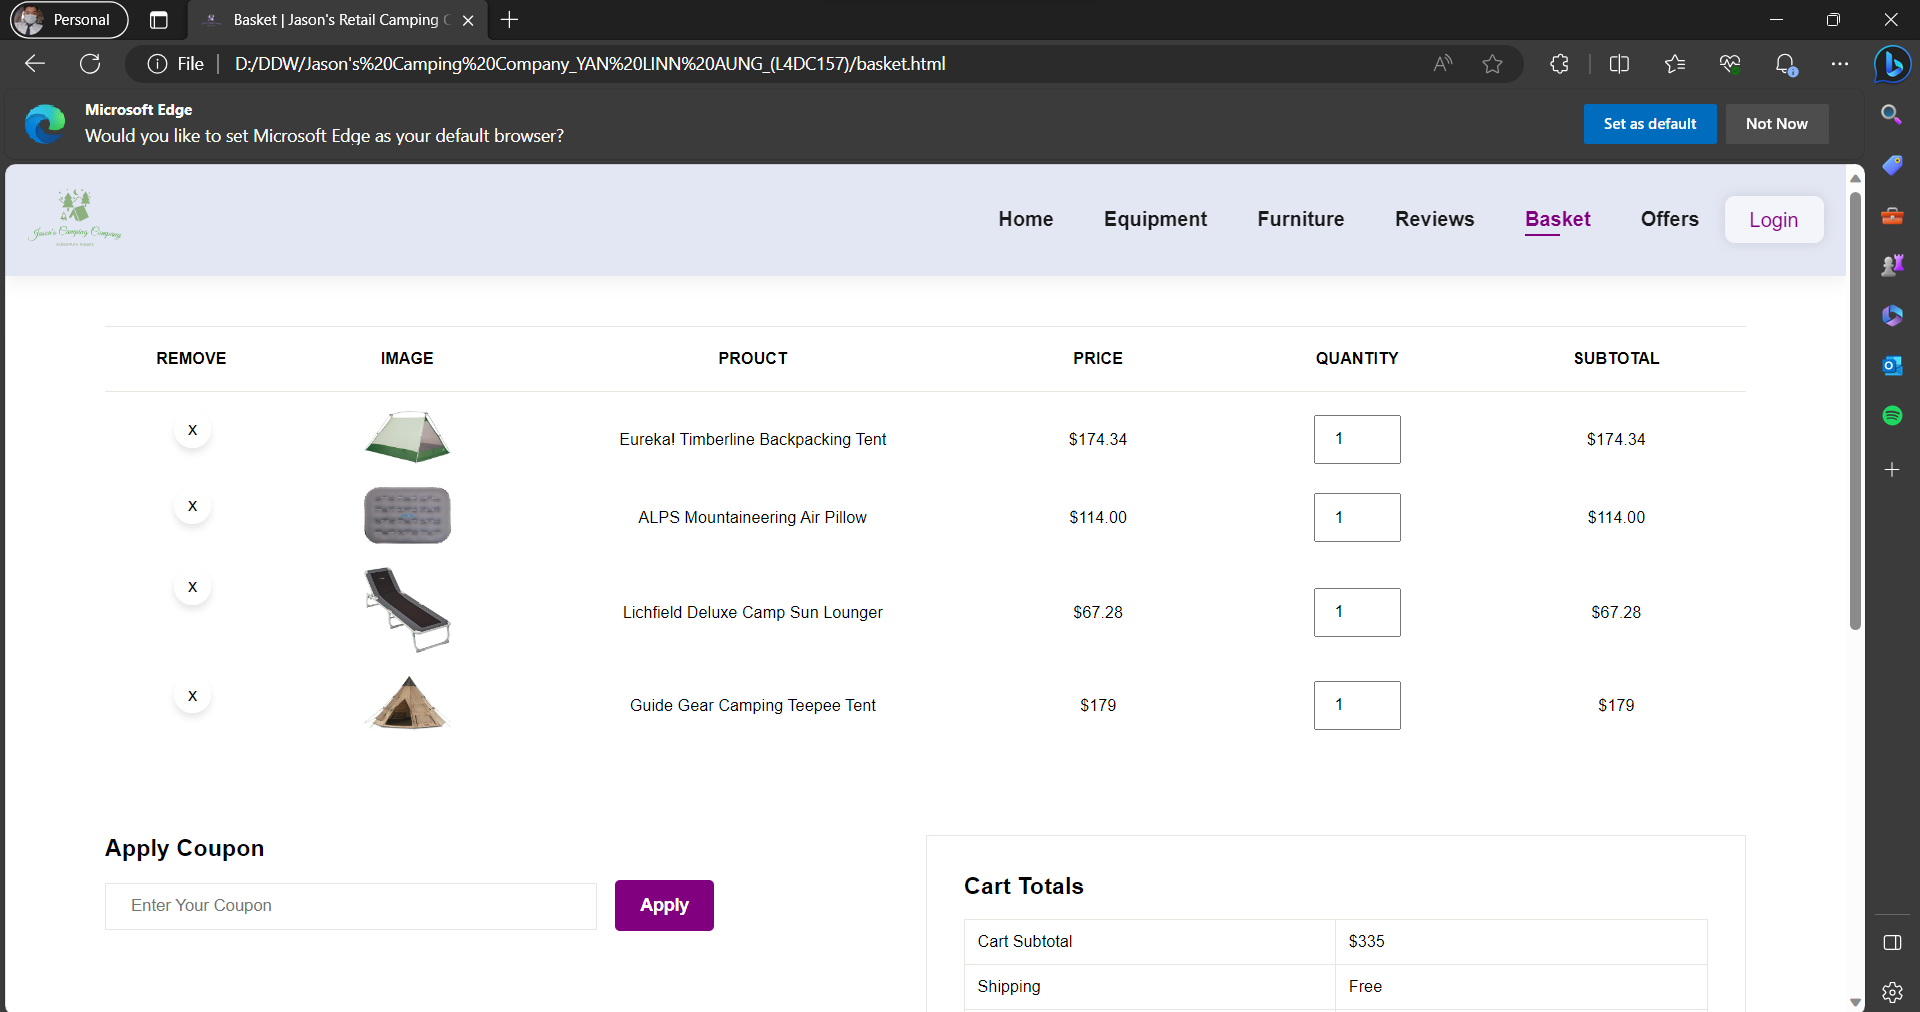 Personal
Basket | Jason's Retail Camping C
File
D:/DDW/Jason's%20Camping%20Company_YAN%20LINN%20AUNG_(L4DC157)/basket.html
Microsoft Edge
Would you like to set Microsoft Edge as your default browser?
Set as default
Not Now
Jason's Camping Company
Home
Equipment
Furniture
Reviews
Basket
Offers
Login
REMOVE IMAGE PROUCT PRICE QUANTITY SUBTOTAL
X Eureka! Timberline Backpacking Tent $174.34 1 $174.34
X ALPS Mountaineering Air Pillow $114.00 1 $114.00
X Lichfield Deluxe Camp Sun Lounger $67.28 1 $67.28
X Guide Gear Camping Teepee Tent $179 1 $179
Apply Coupon
Enter Your Coupon
Apply
Cart Totals
Cart Subtotal $335
Shipping Free